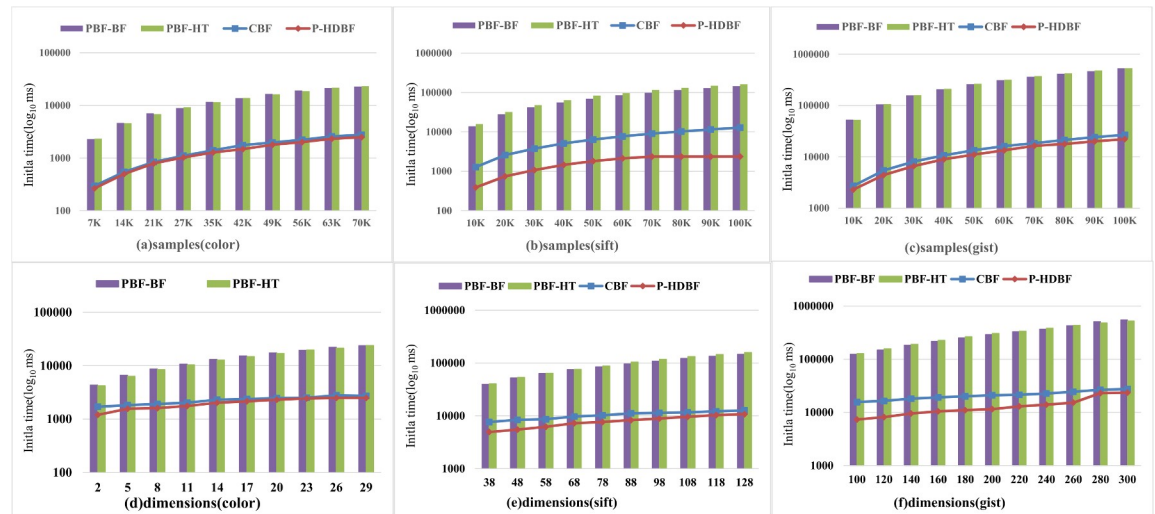 PBF-BF PBF-HT CBF P-HDBF
100000
10000
1000
100
Initla time(log10 ms)
7K 14K 21K 27K 35K 42K 49K 56K 63K 70K
(a)samples(color)
PBF-BF PBF-HT CBF P-HDBF
1000000
100000
10000
1000
100
Initla time(log10 ms)
10K 20K 30K 40K 50K 60K 70K 80K 90K 100K
(b)samples(sift)
PBF-BF PBF-HT CBF P-HDBF
1000000
100000
10000
1000
Initla time(log10 ms)
10K 20K 30K 40K 50K 60K 70K 80K 90K 100K
(c)samples(gist)
PBF-BF PBF-HT
100000
10000
1000
100
Initla time(log10 ms)
2 5 8 11 14 17 20 23 26 29
(d)dimensions(color)
PBF-BF PBF-HT CBF P-HDBF
1000000
100000
10000
1000
Initla time(log10 ms)
38 48 58 68 78 88 98 108 118 128
(e)dimensions(sift)
PBF-BF PBF-HT CBF P-HDBF
1000000
100000
10000
1000
Initla time(log10 ms)
100 120 140 160 180 200 220 240 260 280 300
(f)dimensions(gist)